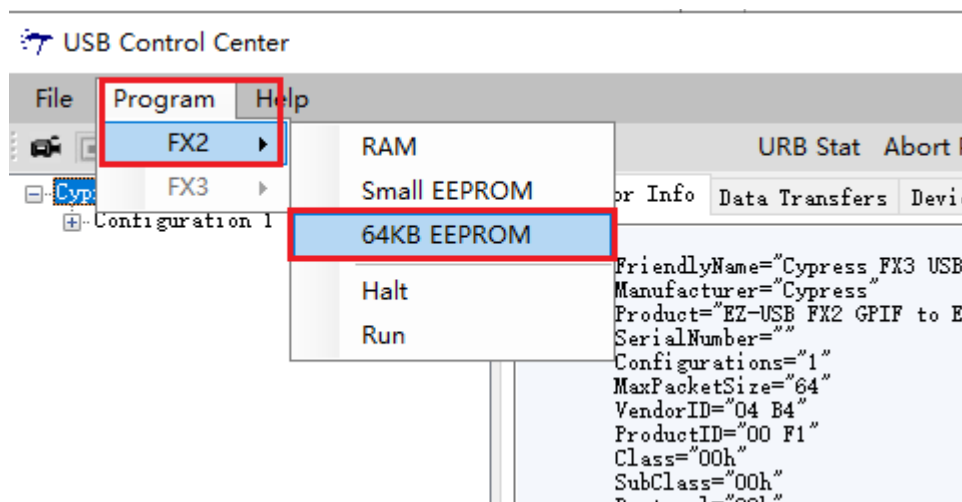 USB Control Center
File Program Help
FX2
URB Stat Abort
FX3
RAM
Small EEPROM
64KB EEPROM
Halt
Run
Configuration 1
Info Data Transfers
FriendlyName="Cypress FX3 USB
Manufacturer="Cypress"
Product="EZ-USB FX2 GPIF to
SerialNumber=""
Configurations="1"
MaxPacketSize="64"
VendorID="04 B4"
ProductID="00 F1"
Class="00h"
SubClass="00h"